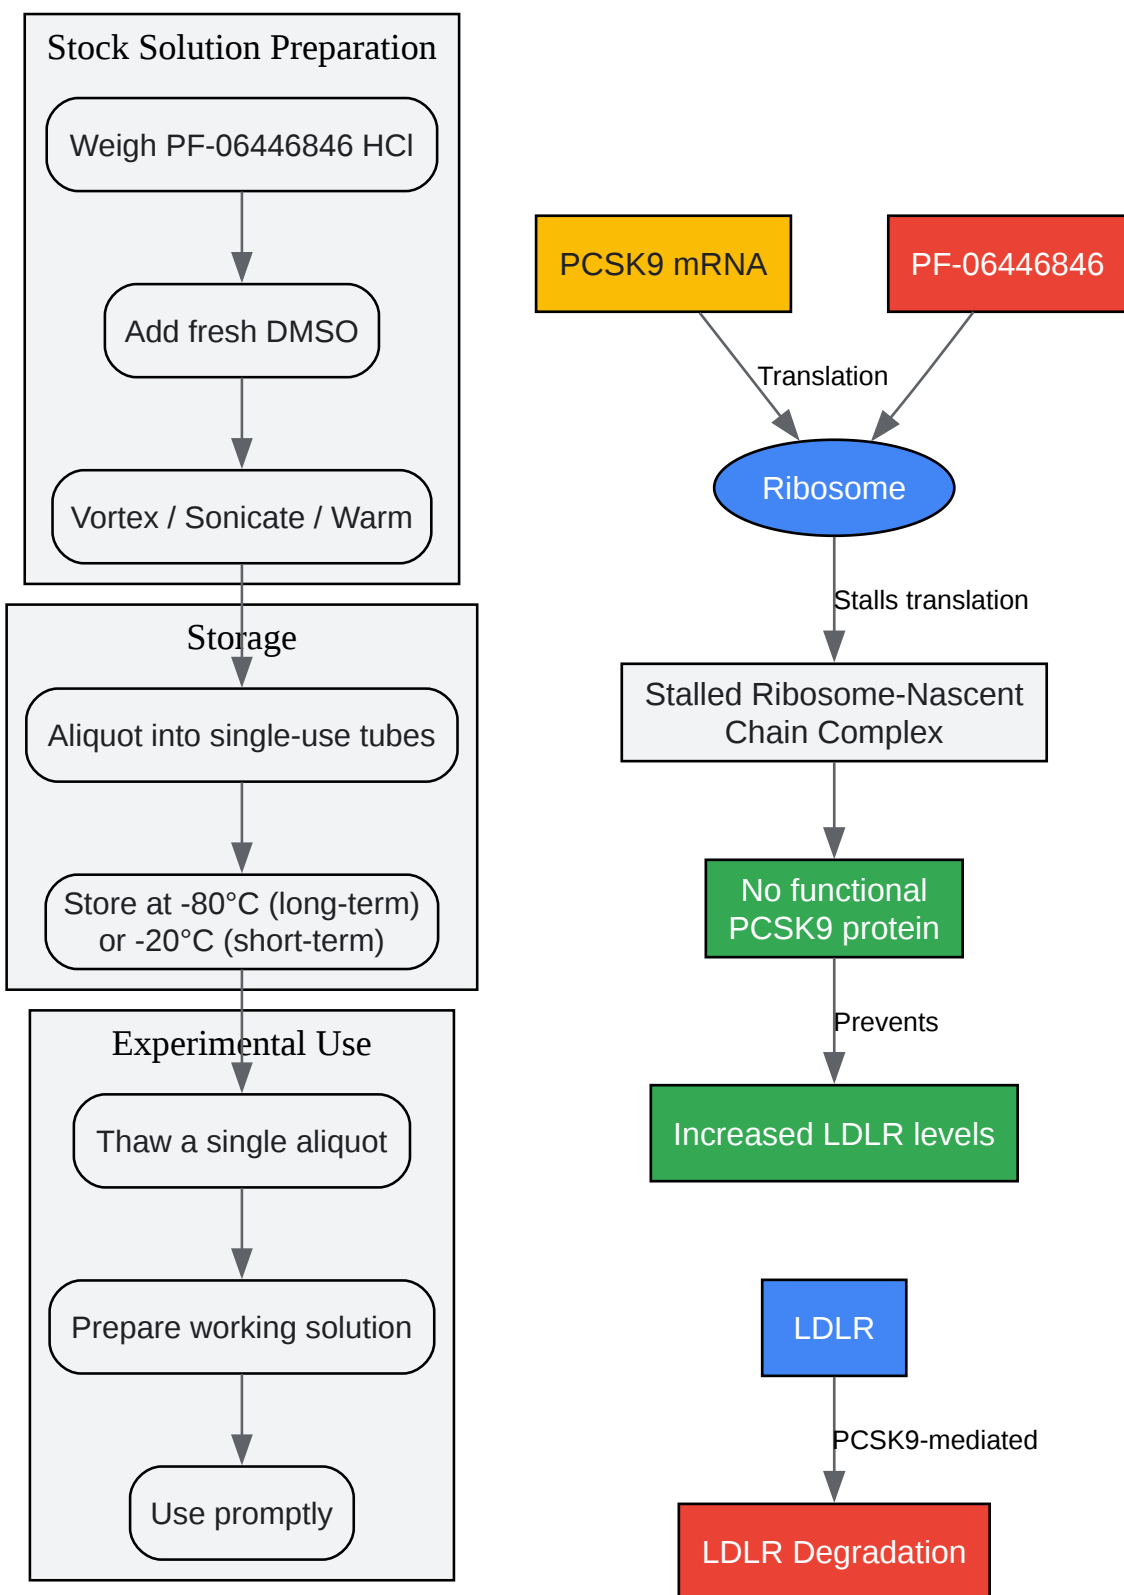 Stock Solution Preparation
Weigh PF-06446846 HCl
Add fresh DMSO
Vortex / Sonicate / Warm
Storage
Aliquot into single-use tubes
Store at -80°C (long-term)
or -20°C (short-term)
Experimental Use
Thaw a single aliquot
Prepare working solution
Use promptly
PCSK9 mRNA
PF-06446846
Translation
Ribosome
Stalls translation
Stalled Ribosome-Nascent
Chain Complex
No functional
PCSK9 protein
Prevents
Increased LDLR levels
LDLR
PCSK9-mediated
LDLR Degradation